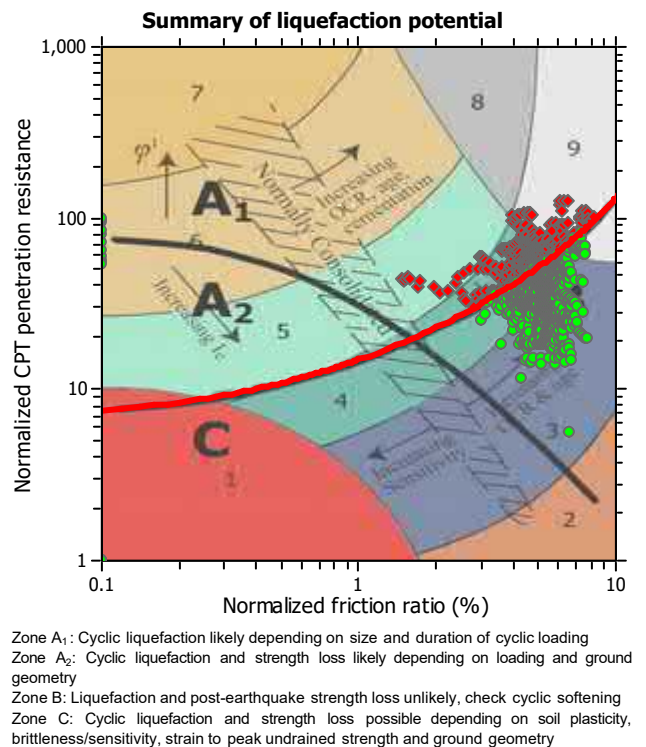 Summary of liquefaction potential
1,000
100
10
1
Normalized CPT penetration resistance
7
8
9
φ'
Increasing
OCR, age,
cementation
Normally Consolidated
A1
6
A2
Increasing Ic
5
4
C
1
Increasing
Sensitivity
Increasing
OCR & age
3
2
0.1
1
10
Normalized friction ratio (%)
Zone A1: Cyclic liquefaction likely depending on size and duration of cyclic loading
Zone A2: Cyclic liquefaction and strength loss likely depending on loading and ground
geometry
Zone B: Liquefaction and post-earthquake strength loss unlikely, check cyclic softening
Zone C: Cyclic liquefaction and strength loss possible depending on soil plasticity,
brittleness/sensitivity, strain to peak undrained strength and ground geometry